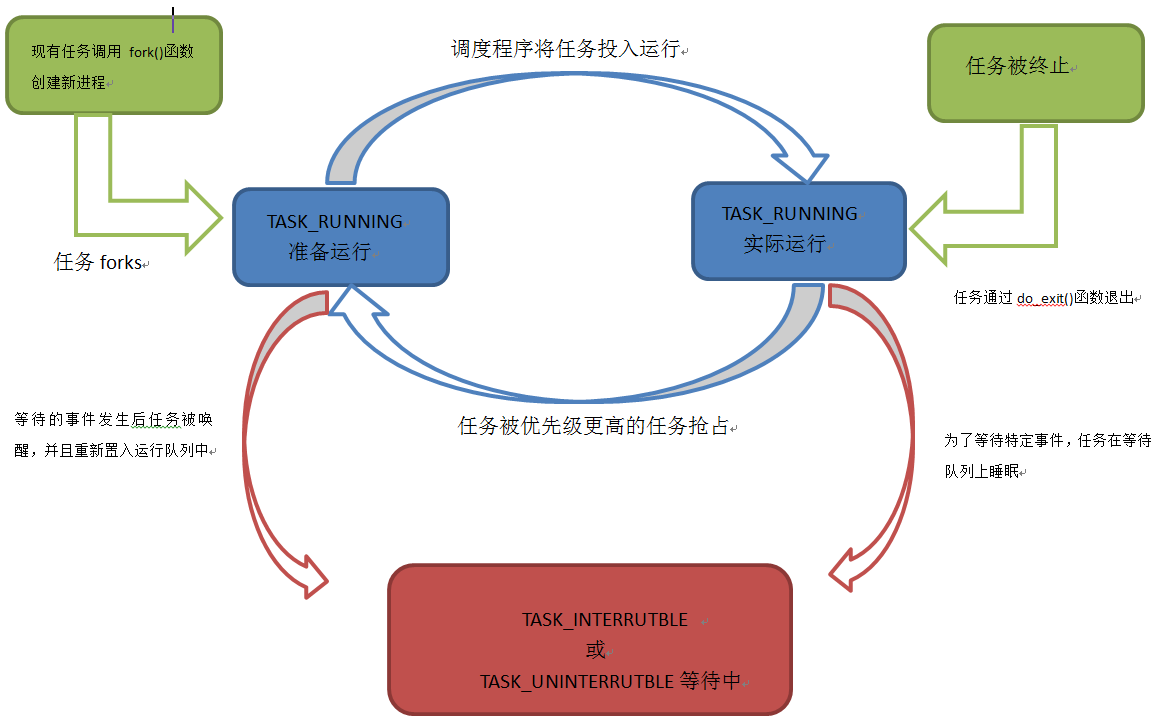 现有任务调用 fork()函数
创建新进程
调度程序将任务投入运行
任务被终止
TASK_RUNNING
准备运行
TASK_RUNNING
实际运行
任务 forks
任务通过 do_exit()函数退出
等待的事件发生后任务被唤
醒，并且重新置入运行队列中
任务被优先级更高的任务抢占
为了等待特定事件，任务在等待
队列上睡眠
TASK_INTERRUTBLE
或
TASK_UNINTERRUTBLE 等待中